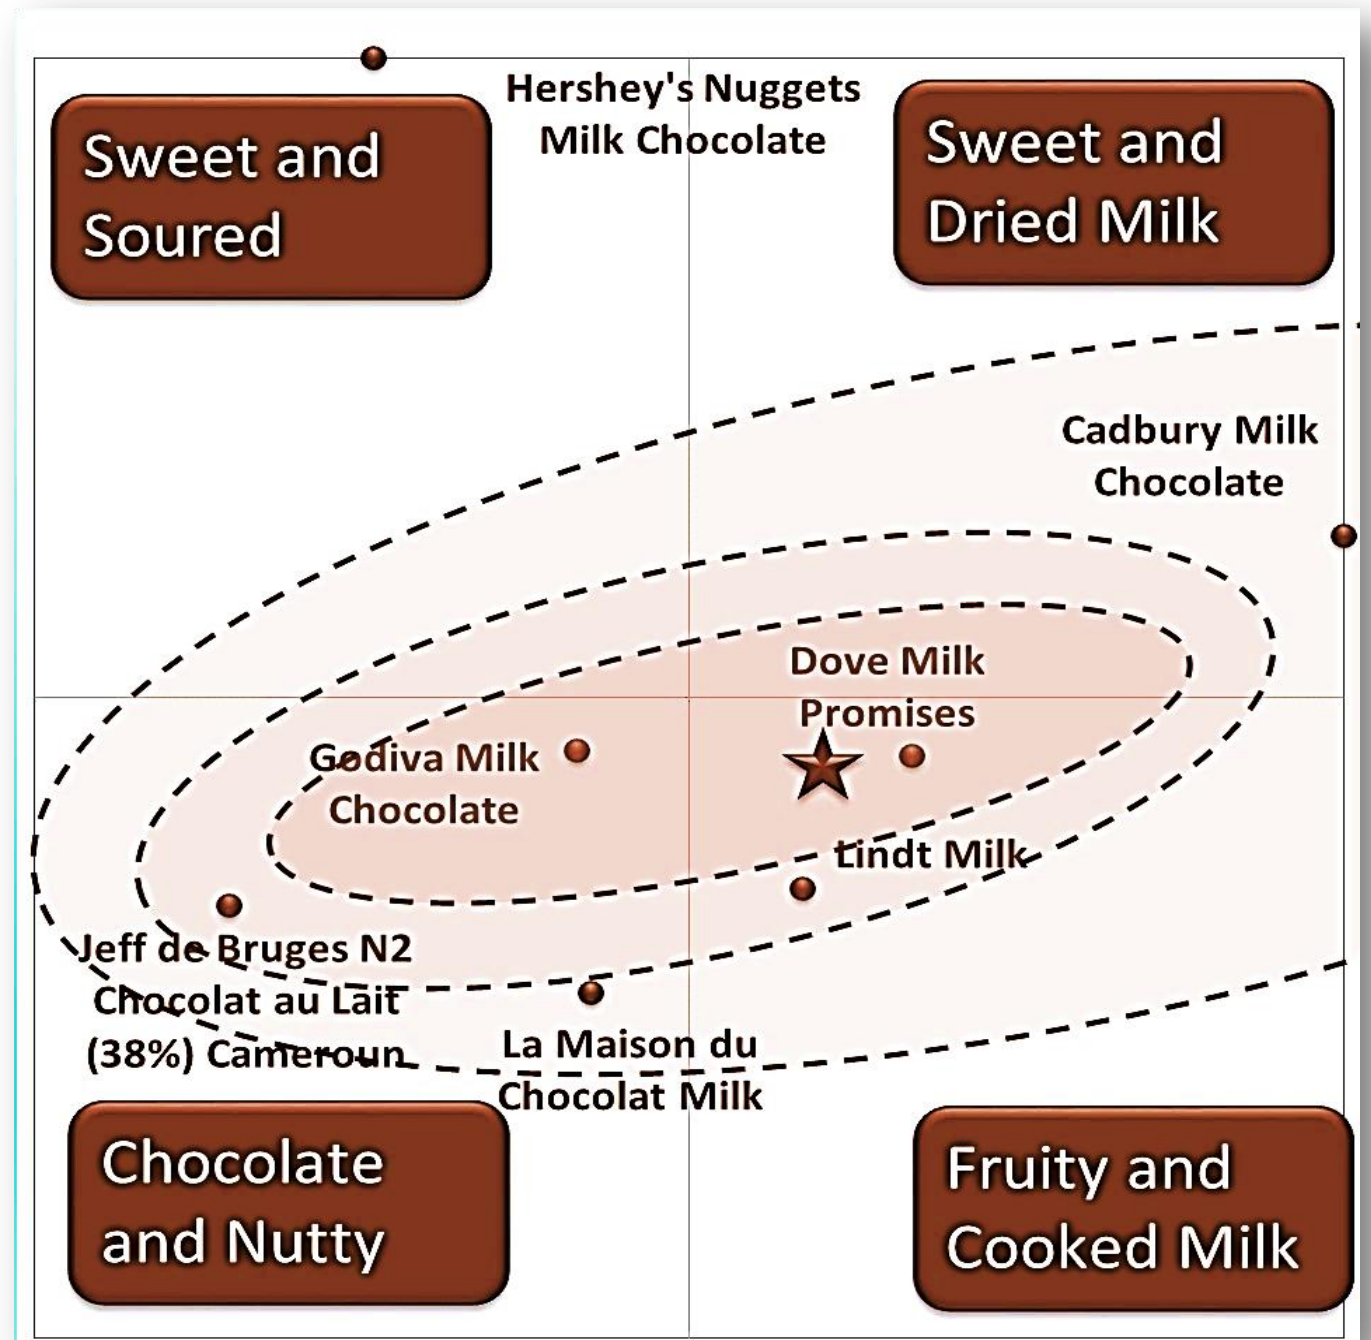 Hershey's Nuggets
Milk Chocolate
Sweet and
Soured
Sweet and
Dried Milk
Cadbury Milk
Chocolate
Dove Milk
Promises
Godiva Milk
Chocolate
Lindt Milk
Jeff de Bruges N2
Chocolat au Lait
(38%) Cameroun
La Maison du
Chocolat Milk
Chocolate
and Nutty
Fruity and
Cooked Milk